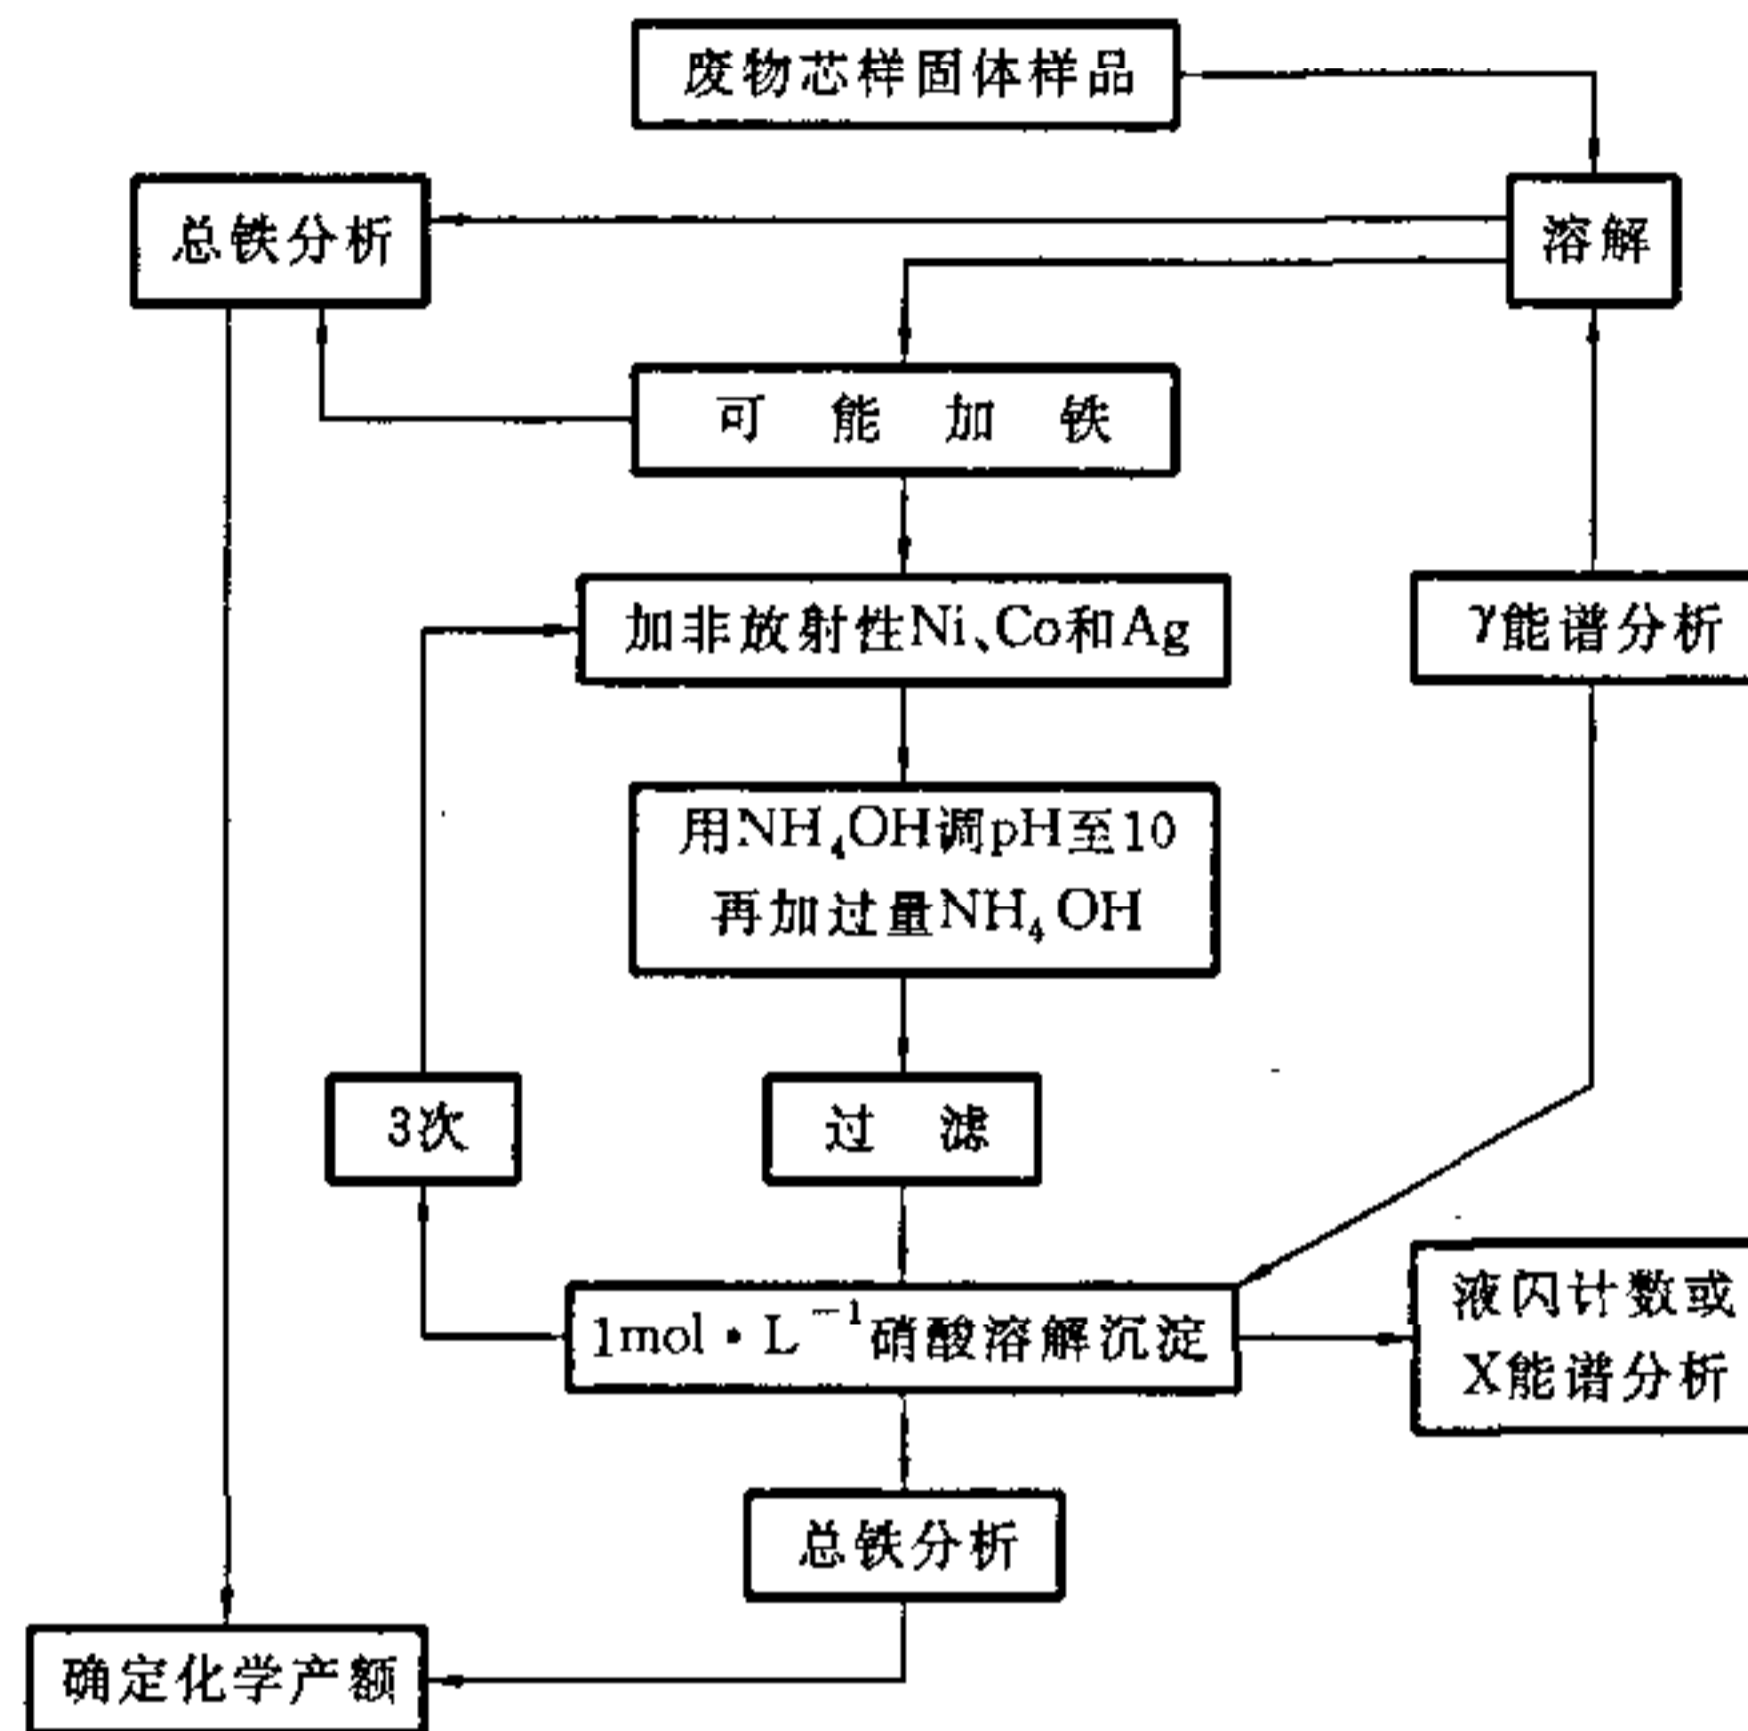 废物芯样固体样品
总铁分析
溶解
可能加铁
加非放射性Ni、Co和Ag
γ能谱分析
用NH₄OH调pH至10
再加过量NH₄OH
3次
过滤
1mol·L⁻¹硝酸溶解沉淀
液闪计数或
X能谱分析
总铁分析
确定化学产额